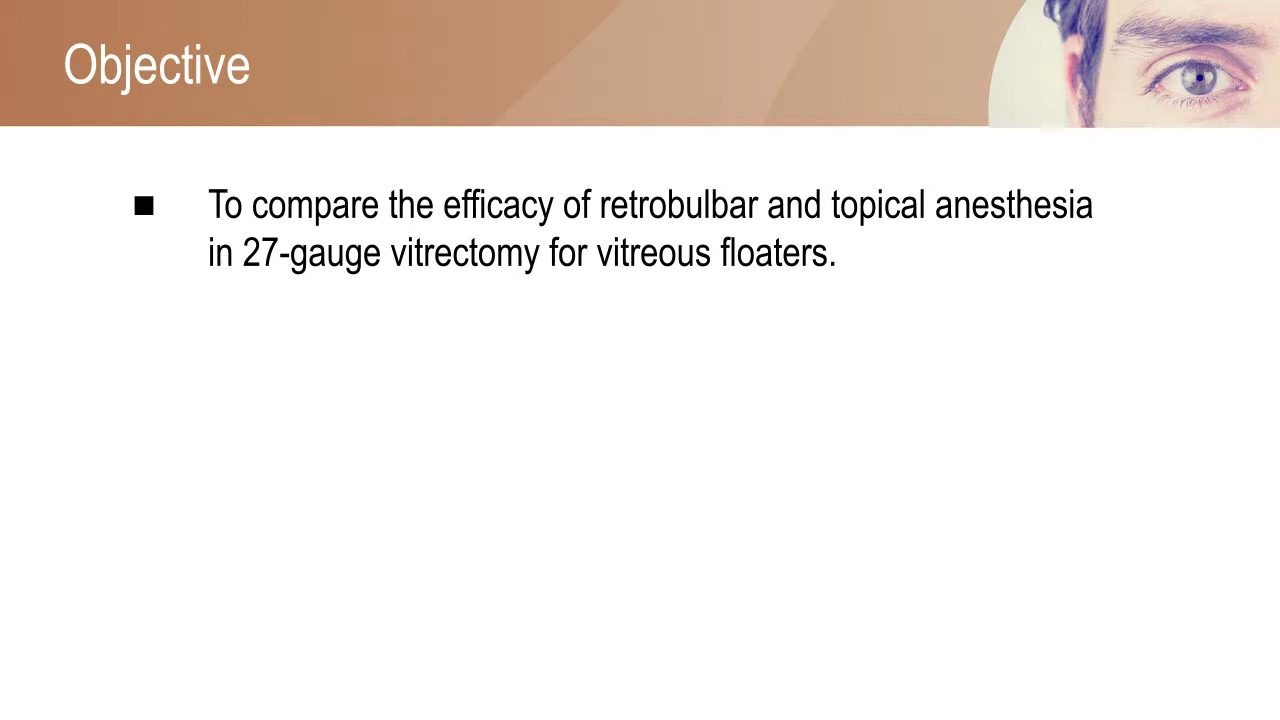 Objective
■ To compare the efficacy of retrobulbar and topical anesthesia
in 27-gauge vitrectomy for vitreous floaters.